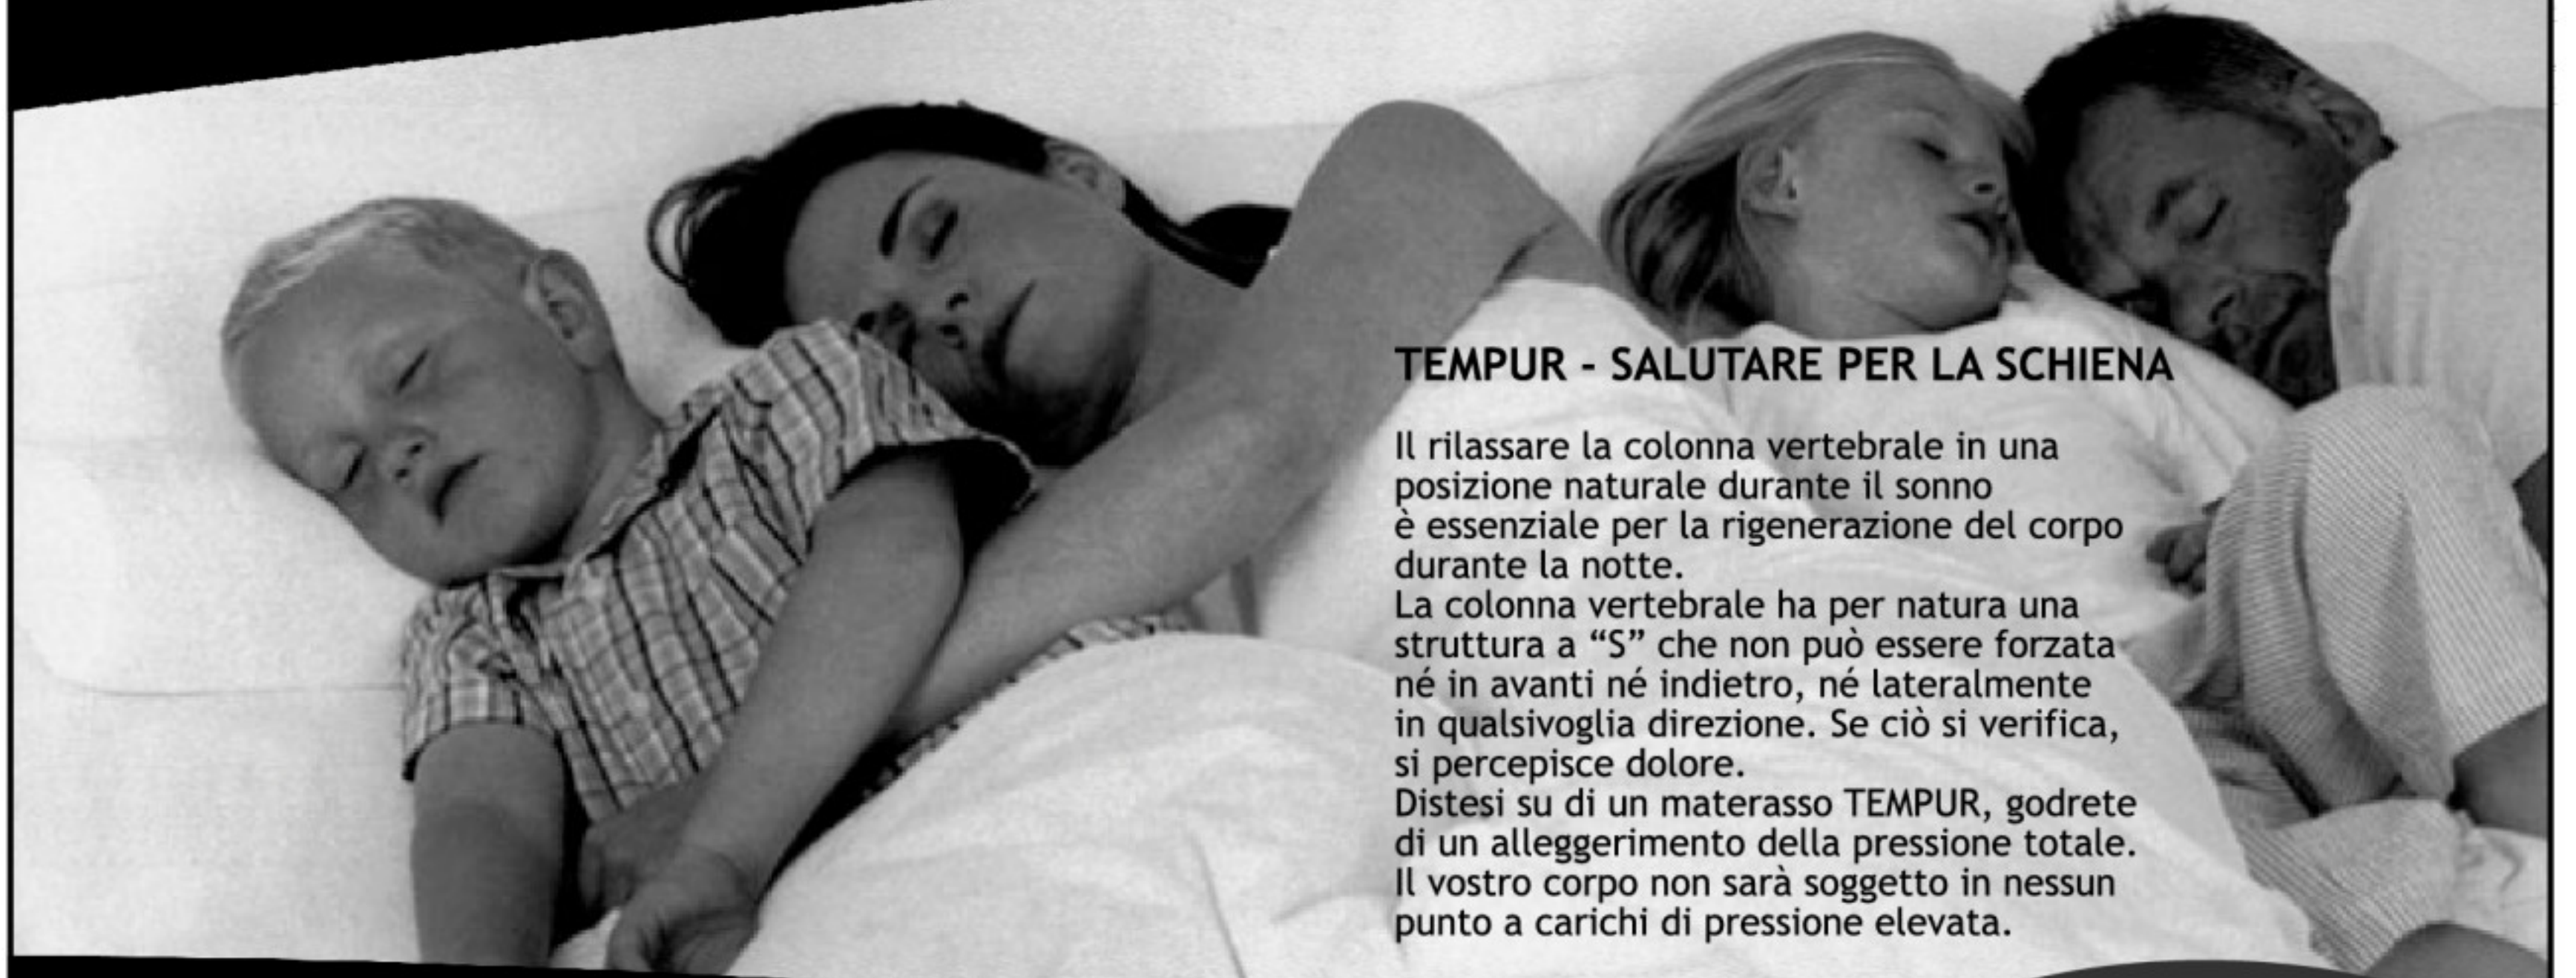 TEMPUR - SALUTARE PER LA SCHIENA
Il rilassare la colonna vertebrale in una
posizione naturale durante il sonno
è essenziale per la rigenerazione del corpo
durante la notte.
La colonna vertebrale ha per natura una
struttura a “S” che non può essere forzata
né in avanti né indietro, né lateralmente
in qualsivoglia direzione. Se ciò si verifica,
si percepisce dolore.
Distesi su di un materasso TEMPUR, godrete
di un alleggerimento della pressione totale.
Il vostro corpo non sarà soggetto in nessun
punto a carichi di pressione elevata.